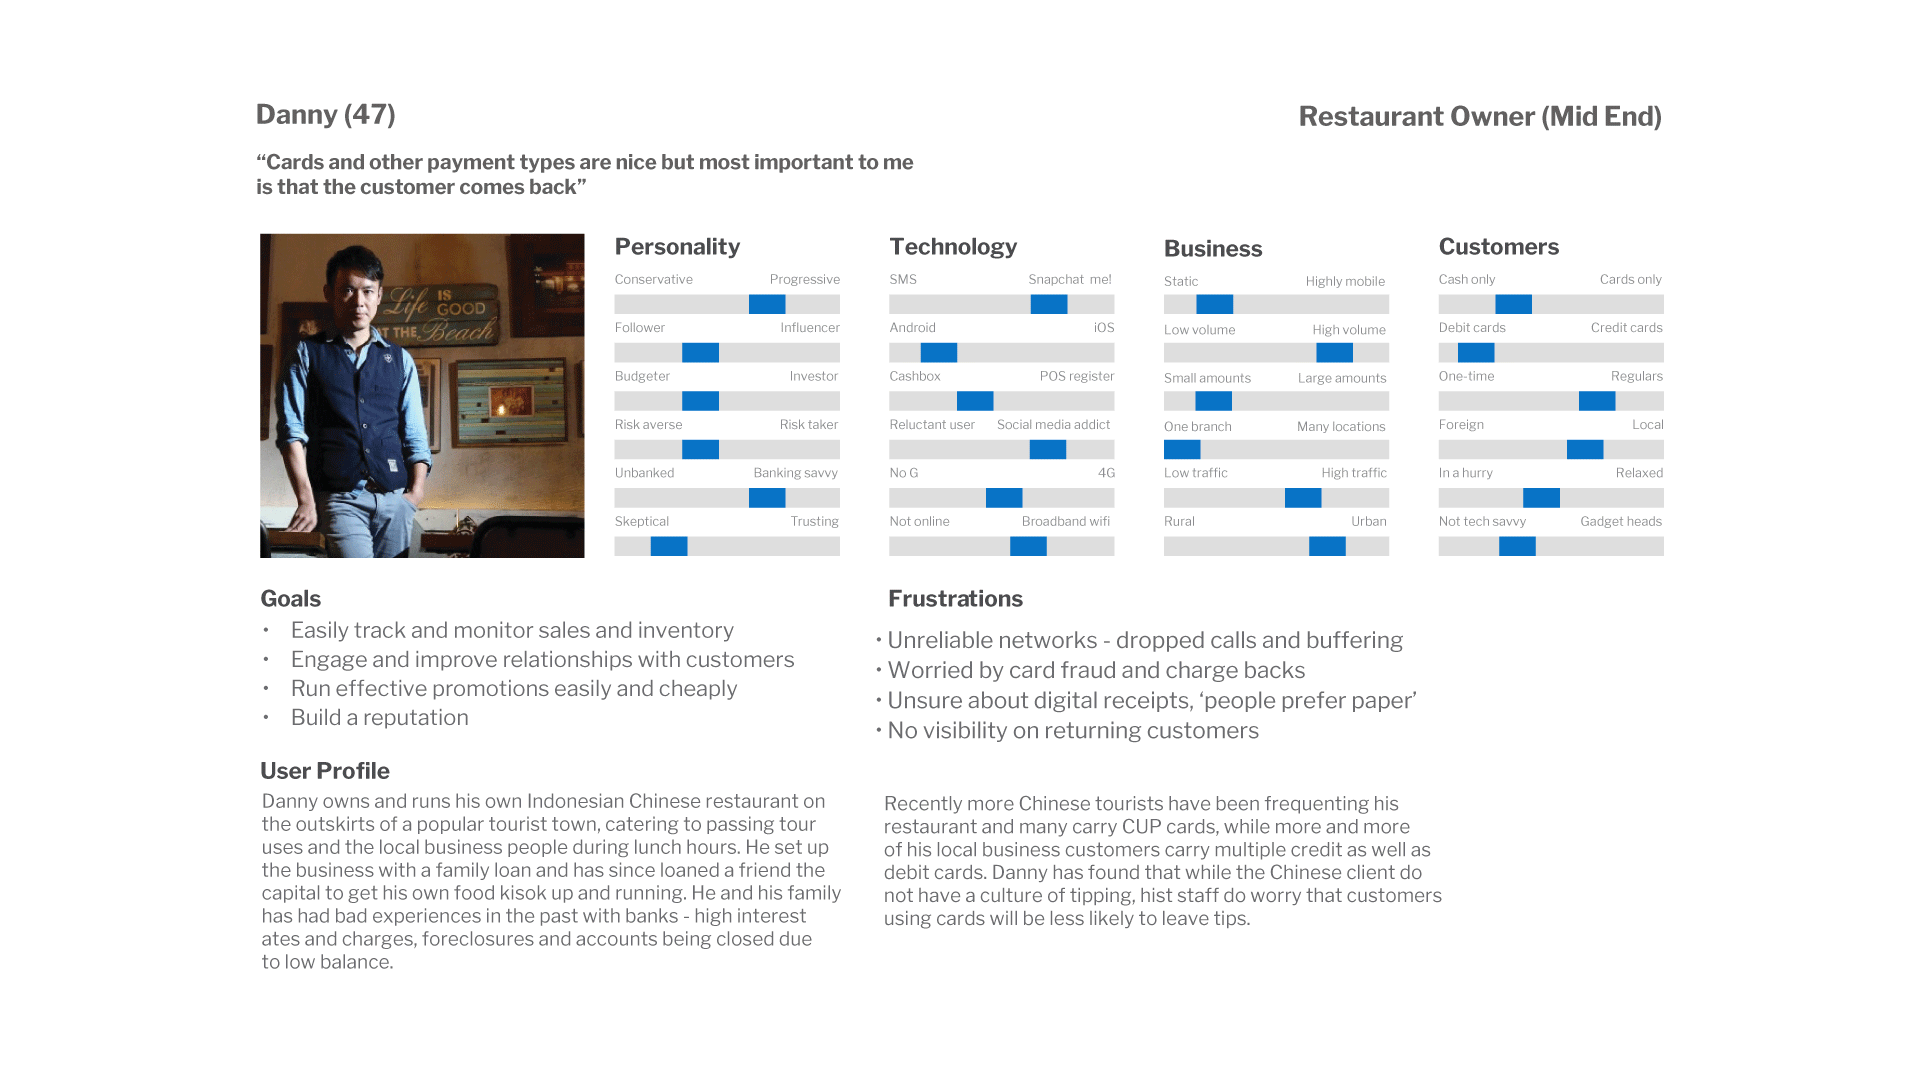 Danny (47)
Restaurant Owner (Mid End)
“Cards and other payment types are nice but most important to me
is that the customer comes back”
Life IS
GOOD
AT THE Beach
Personality
Conservative Progressive
Follower Influencer
Budgeter Investor
Risk averse Risk taker
Unbanked Banking savvy
Skeptical Trusting
Technology
SMS Snapchat me!
Android iOS
Cashbox POS register
Reluctant user Social media addict
No G 4G
Not online Broadband wifi
Business
Static Highly mobile
Low volume High volume
Small amounts Large amounts
One branch Many locations
Low traffic High traffic
Rural Urban
Customers
Cash only Cards only
Debit cards Credit cards
One-time Regulars
Foreign Local
In a hurry Relaxed
Not tech savvy Gadget heads
Goals
• Easily track and monitor sales and inventory
• Engage and improve relationships with customers
• Run effective promotions easily and cheaply
• Build a reputation
Frustrations
• Unreliable networks - dropped calls and buffering
• Worried by card fraud and charge backs
• Unsure about digital receipts, ‘people prefer paper’
• No visibility on returning customers
User Profile
Danny owns and runs his own Indonesian Chinese restaurant on
the outskirts of a popular tourist town, catering to passing tour
uses and the local business people during lunch hours. He set up
the business with a family loan and has since loaned a friend the
capital to get his own food kisok up and running. He and his family
has had bad experiences in the past with banks - high interest
ates and charges, foreclosures and accounts being closed due
to low balance.
Recently more Chinese tourists have been frequenting his
restaurant and many carry CUP cards, while more and more
of his local business customers carry multiple credit as well as
debit cards. Danny has found that while the Chinese client do
not have a culture of tipping, hist staff do worry that customers
using cards will be less likely to leave tips.